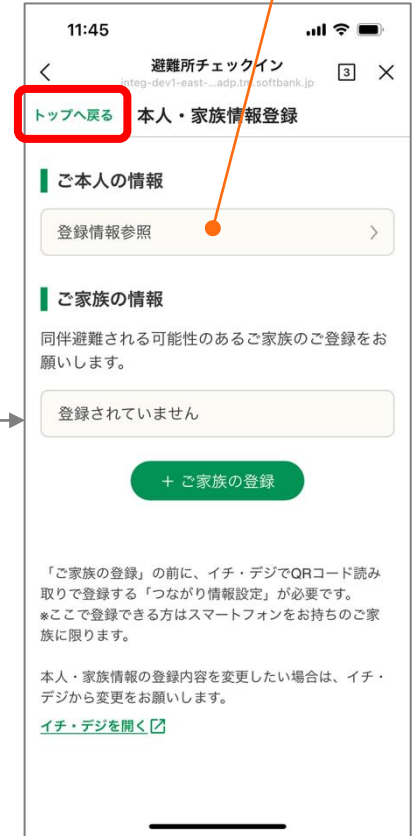 11:45
避難所チェックイン
integ-dev1-east-...adp.tm.softbank.jp
3
トップへ戻る
本人・家族情報登録
ご本人の情報
登録情報参照
ご家族の情報
同伴避難される可能性のあるご家族のご登録をお
願いします。
登録されていません
+ ご家族の登録
「ご家族の登録」の前に、イチ・デジでQRコード読み
取りで登録する「つながり情報設定」が必要です。
※ここで登録できる方はスマートフォンをお持ちのご家
族に限ります。
本人・家族情報の登録内容を変更したい場合は、イチ・
デジから変更をお願いします。
イチ・デジを開く